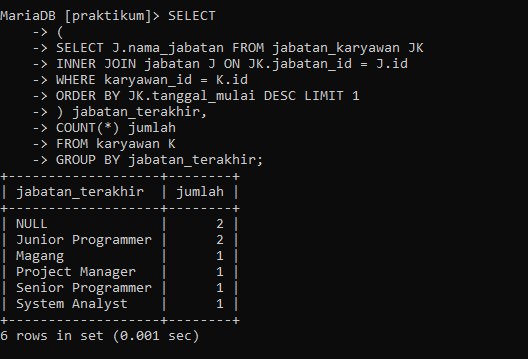 MariaDB [praktikum]> SELECT
    -> (
    -> SELECT J.nama_jabatan FROM jabatan_karyawan JK
    -> INNER JOIN jabatan J ON JK.jabatan_id = J.id
    -> WHERE karyawan_id = K.id
    -> ORDER BY JK.tanggal_mulai DESC LIMIT 1
    -> ) jabatan_terakhir,
    -> COUNT(*) jumlah
    -> FROM karyawan K
    -> GROUP BY jabatan_terakhir;
+-------------------+--------+
| jabatan_terakhir  | jumlah |
+-------------------+--------+
| NULL              |      2 |
| Junior Programmer |      2 |
| Magang            |      1 |
| Project Manager   |      1 |
| Senior Programmer |      1 |
| System Analyst    |      1 |
+-------------------+--------+
6 rows in set (0.001 sec)